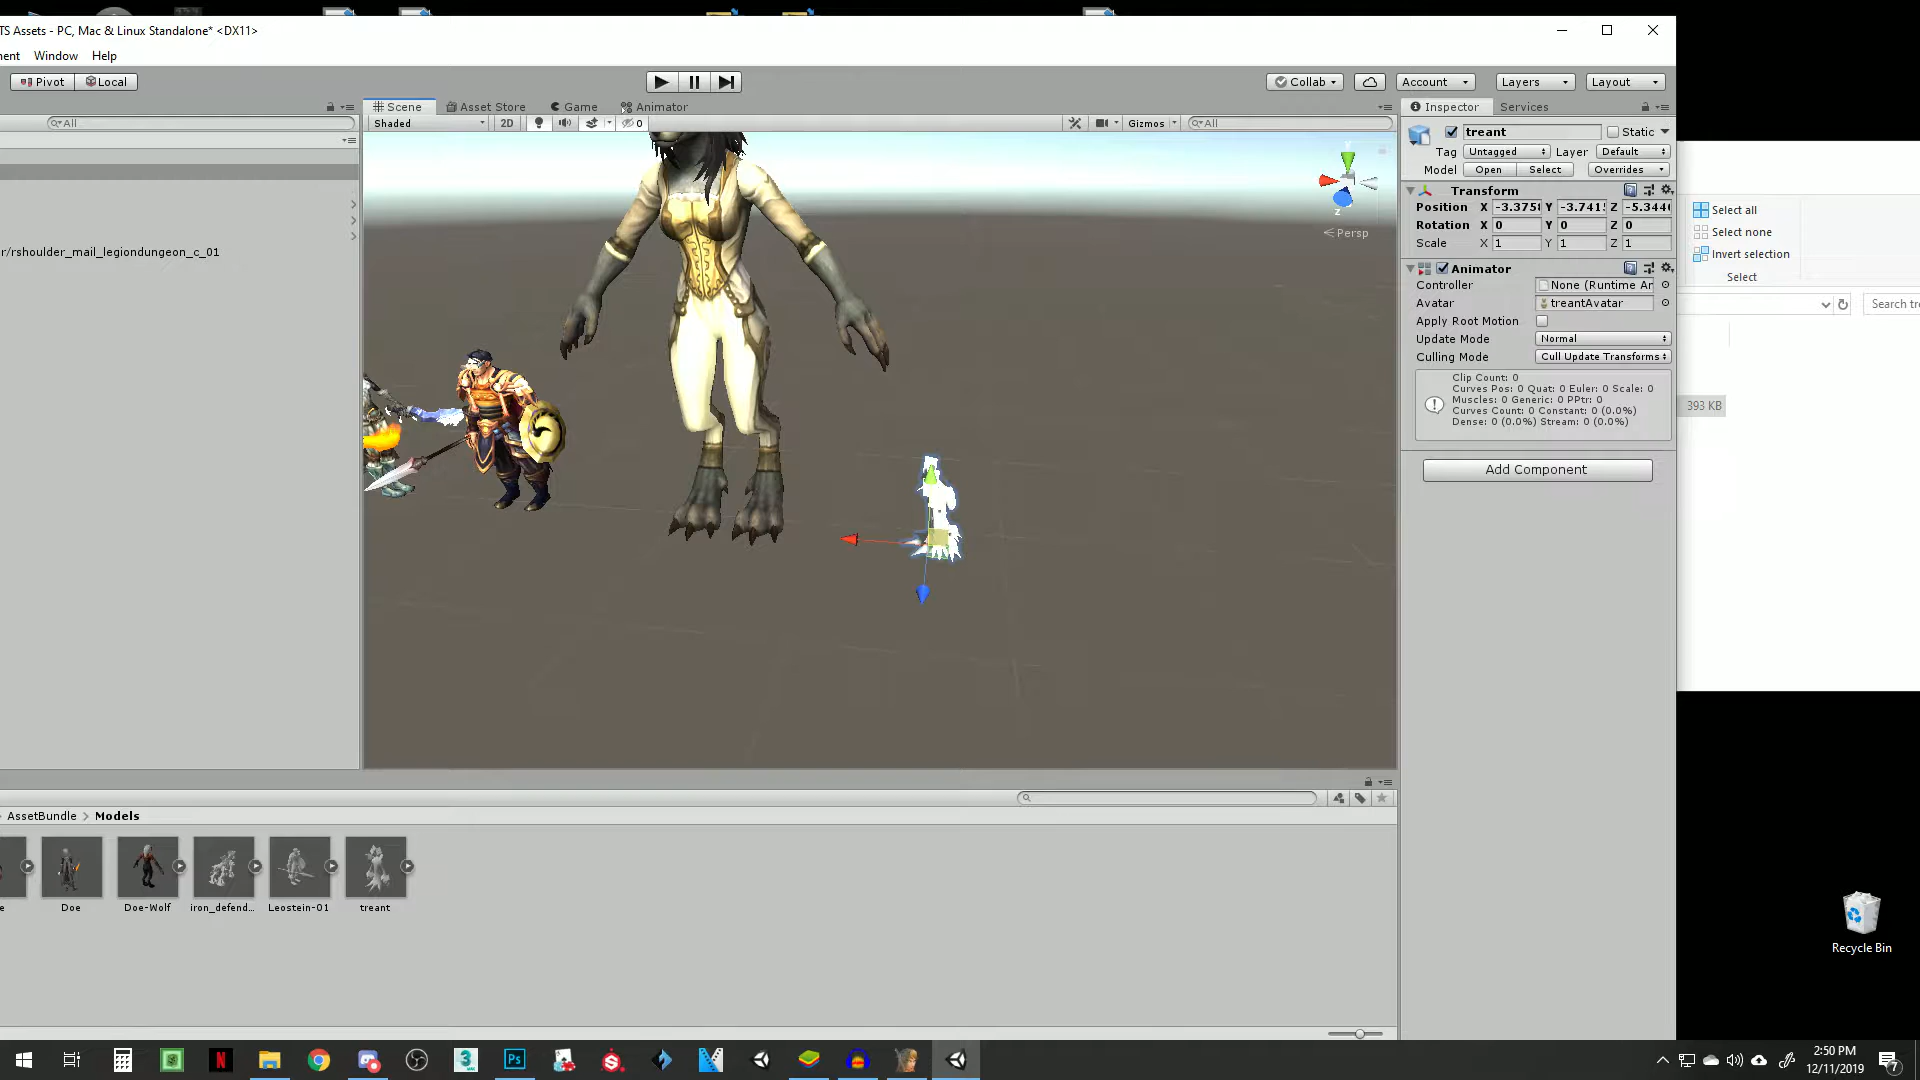 TS Assets - PC, Mac & Linux Standalone* <DX11>
Window Help
Pivot Local
Collab Account Layers Layout
Scene Asset Store Game Animator
Inspector Services
All
Shaded 2D 0 Gizmos All
treant Static
Tag Untagged Layer Default
Model Open Select Overrides
Transform
Position X -3.375 Y -3.741 Z -5.344
Rotation X 0 Y 0 Z 0
Scale X 1 Y 1 Z 1
Persp
z
r/rshoulder_mail_legiondungeon_c_01
Animator
Controller None (Runtime Ar
Avatar treantAvatar
Apply Root Motion
Update Mode Normal
Culling Mode Cull Update Transforms
Clip Count: 0
Curves Pos: 0 Quat: 0 Euler: 0 Scale: 0
Muscles: 0 Generic: 0 PPtr: 0
Curves Count: 0 Constant: 0 (0.0%)
Dense: 0 (0.0%) Stream: 0 (0.0%)
Add Component
Select all
Select none
Invert selection
Select
Search tre
393 KB
AssetBundle > Models
e Doe Doe-Wolf iron_defend... Leostein-01 treant
Recycle Bin
3 Ps
2:50 PM
12/11/2019
7